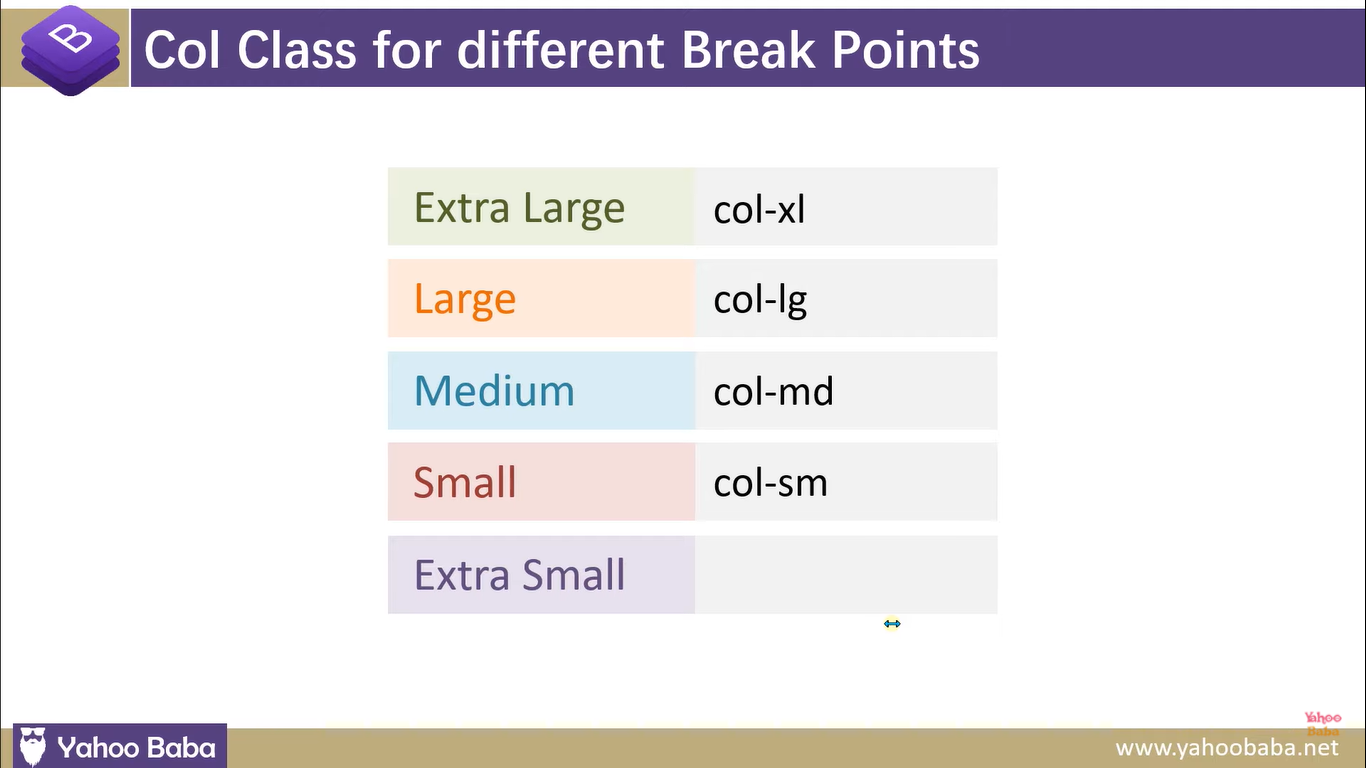 B
Col Class for different Break Points
Extra Large col-xl
Large col-lg
Medium col-md
Small col-sm
Extra Small
Yahoo
Baba
Yahoo Baba
www.yahoobaba.net